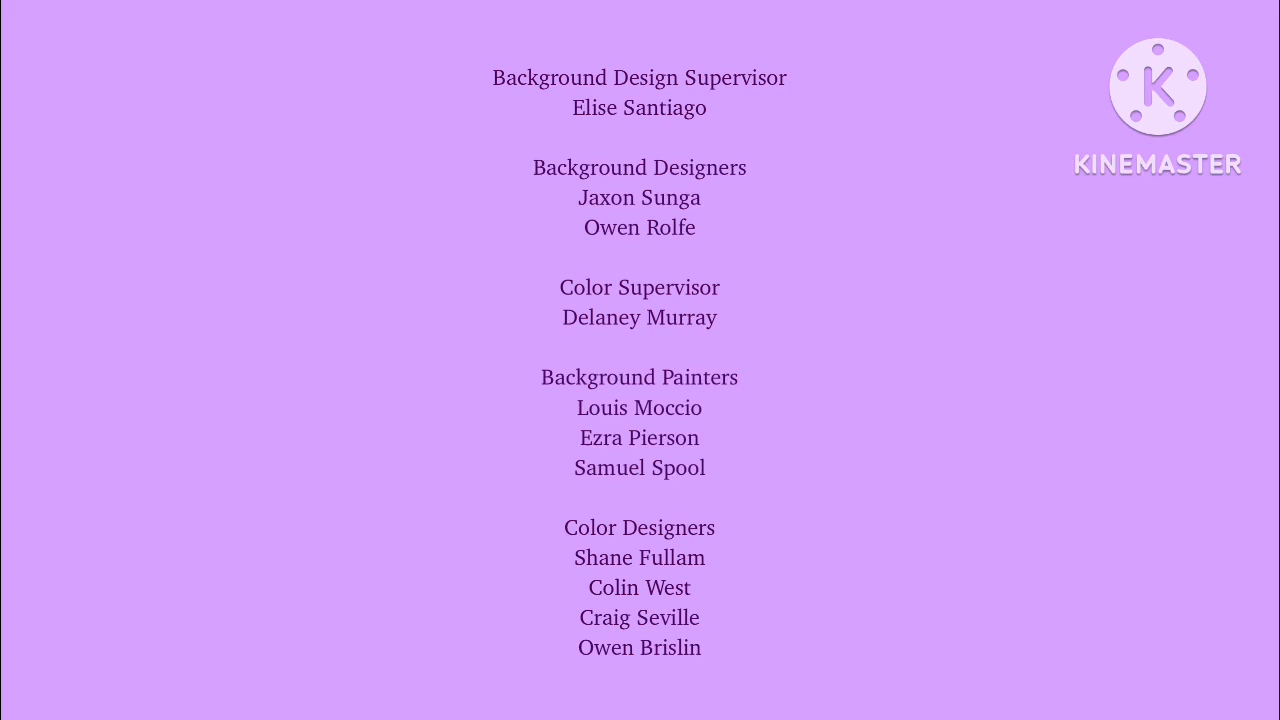 Background Design Supervisor
Elise Santiago
Background Designers
Jaxon Sunga
Owen Rolfe
Color Supervisor
Delaney Murray
Background Painters
Louis Moccio
Ezra Pierson
Samuel Spool
Color Designers
Shane Fullam
Colin West
Craig Seville
Owen Brislin
K
KINEMASTER